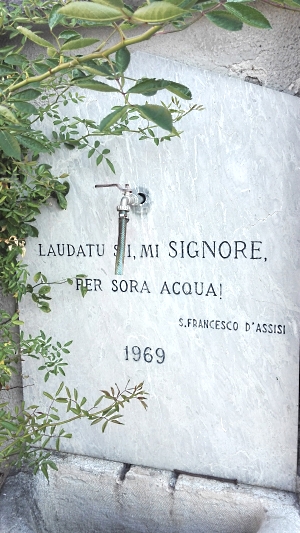 LAUDATU SI, MI SIGNORE,
PER SORA ACQUA!
S. FRANCESCO D'ASSISI
1969